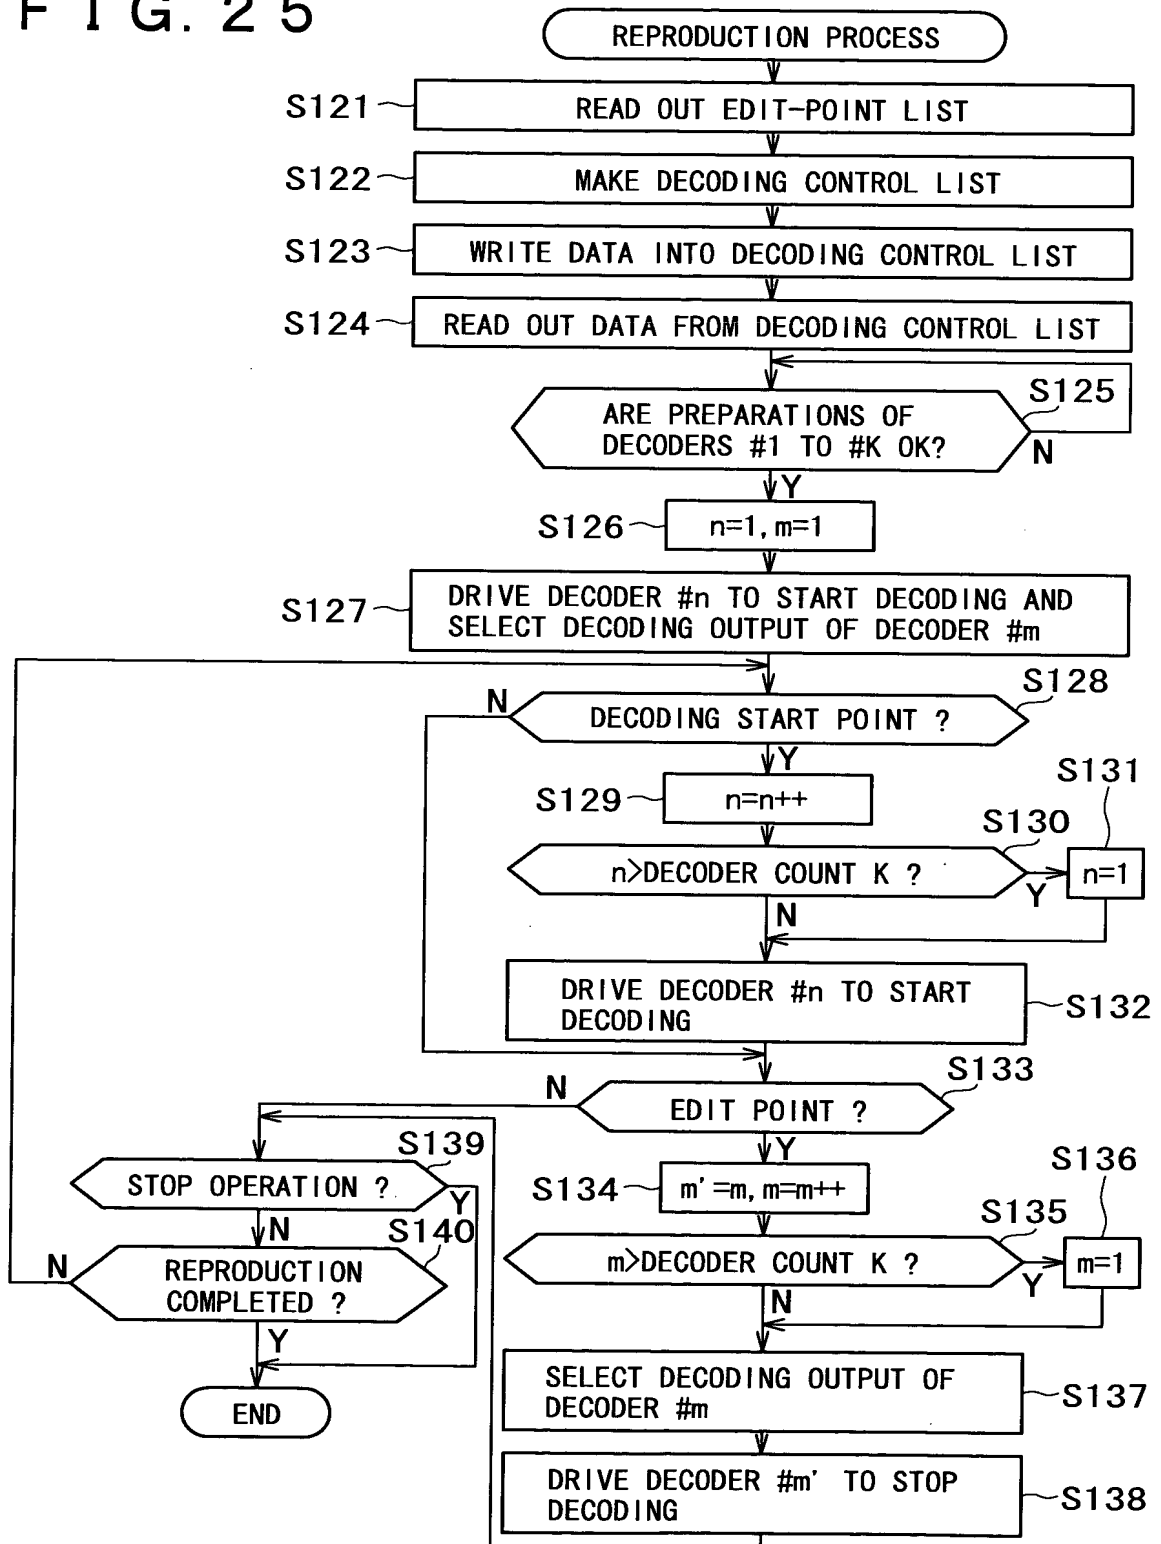 FIG. 25
REPRODUCTION PROCESS
S121
READ OUT EDIT-POINT LIST
S122
MAKE DECODING CONTROL LIST
S123
WRITE DATA INTO DECODING CONTROL LIST
S124
READ OUT DATA FROM DECODING CONTROL LIST
S125
ARE PREPARATIONS OF
DECODERS #1 TO #K OK?
N
Y
S126
n=1, m=1
S127
DRIVE DECODER #n TO START DECODING AND
SELECT DECODING OUTPUT OF DECODER #m
S128
N
DECODING START POINT ?
Y
S129
n=n++
S130
S131
n>DECODER COUNT K ?
Y
n=1
N
DRIVE DECODER #n TO START
DECODING
S132
S133
N
EDIT POINT ?
Y
S134
m'=m, m=m++
S135
S136
m>DECODER COUNT K ?
Y
m=1
N
SELECT DECODING OUTPUT OF
DECODER #m
S137
DRIVE DECODER #m' TO STOP
DECODING
S138
S139
STOP OPERATION ?
Y
N
S140
N
REPRODUCTION
COMPLETED ?
Y
END